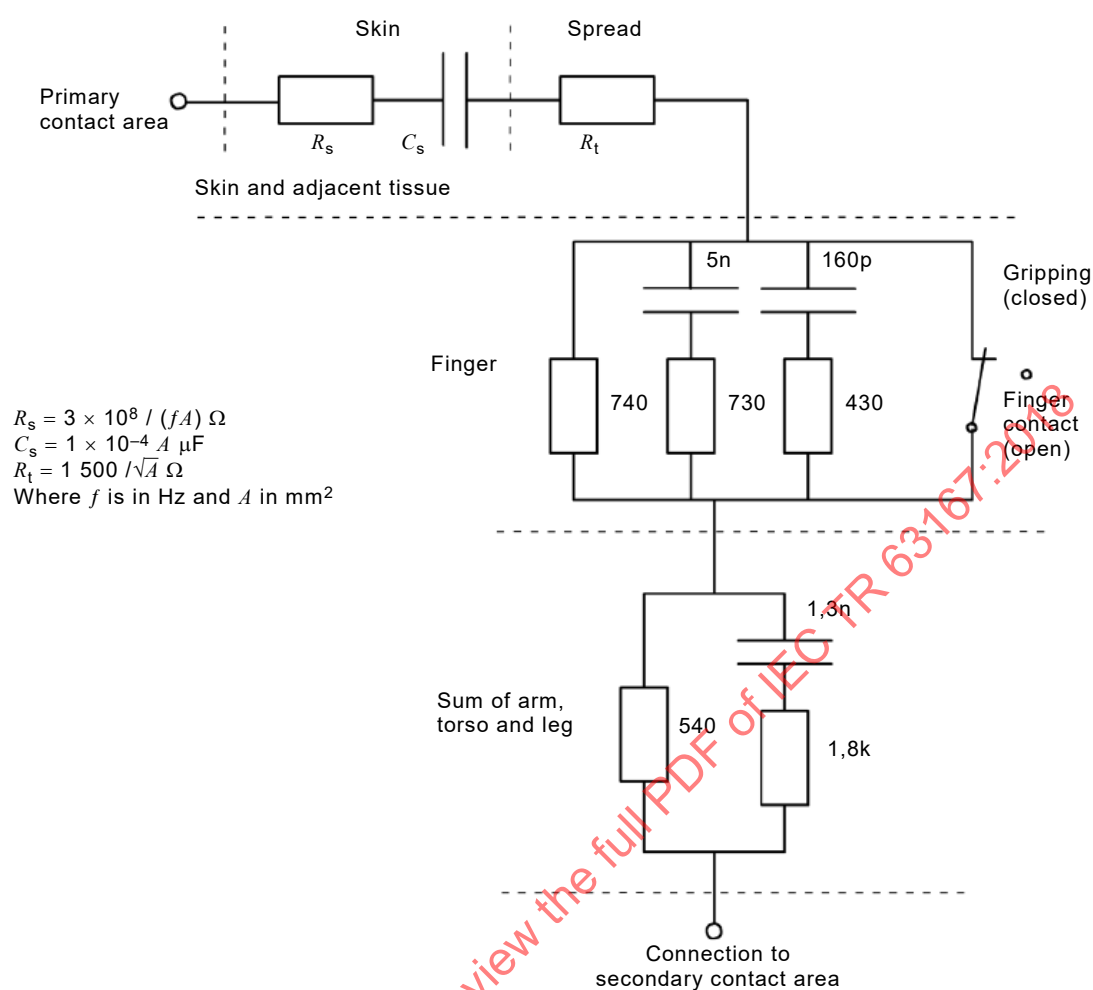 Skin
Spread
Primary
contact area
Rs
Cs
Rt
Skin and adjacent tissue
5n
160p
Gripping
(closed)
Finger
740
730
430
Finger
contact
(open)
Rs = 3 × 10⁸ / (fA) Ω
Cs = 1 × 10⁻⁴ A μF
Rt = 1 500 /√A Ω
Where f is in Hz and A in mm²
1,3n
Sum of arm,
torso and leg
540
1,8k
Connection to
secondary contact area
view the full PDF of IEC TR 63167:2018